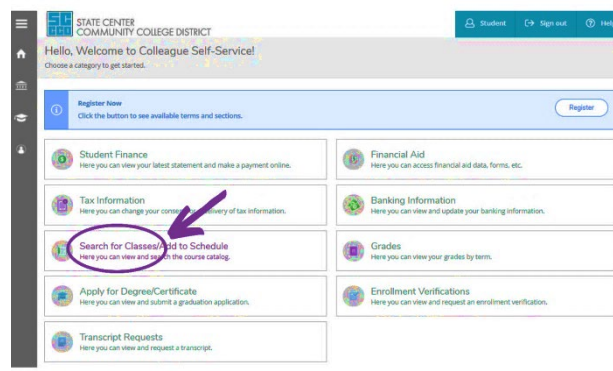 STATE CENTER
COMMUNITY COLLEGE DISTRICT
Student
Sign out
Help
Hello, Welcome to Colleague Self-Service!
Choose a category to get started.
Register Now
Click the button to see available terms and sections.
Register
Student Finance
Here you can view your latest statement and make a payment online.
Financial Aid
Here you can access financial aid data, forms, etc.
Tax Information
Here you can change your consent delivery of tax information.
Banking Information
Here you can view and update your banking information.
Search for Classes/Add to Schedule
Here you can view and search the course catalog.
Grades
Here you can view your grades by term.
Apply for Degree/Certificate
Here you can view and submit a graduation application.
Enrollment Verifications
Here you can view and request an enrollment verification.
Transcript Requests
Here you can view and request a transcript.